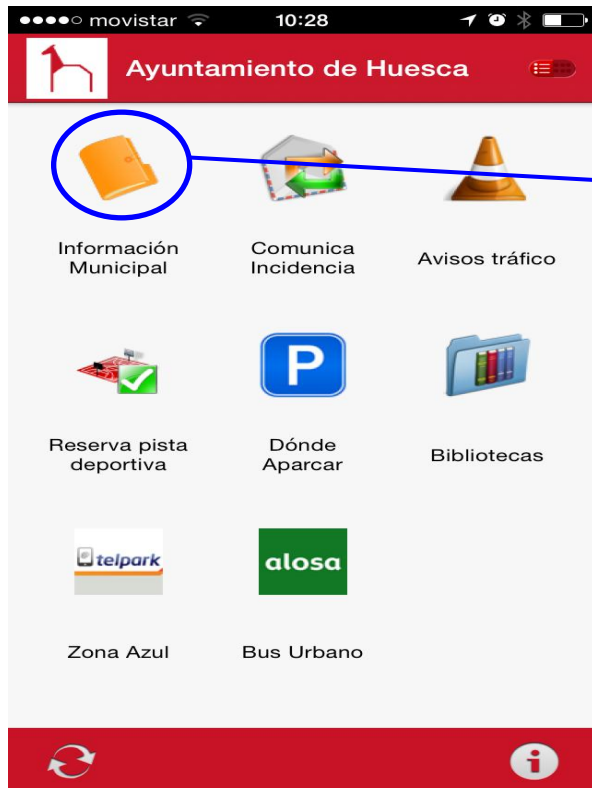 movistar 10:28
Ayuntamiento de Huesca
Información
Municipal
Comunica
Incidencia
Avisos tráfico
Reserva pista
deportiva
P
Dónde
Aparcar
Bibliotecas
telpark
Zona Azul
alosa
Bus Urbano
i